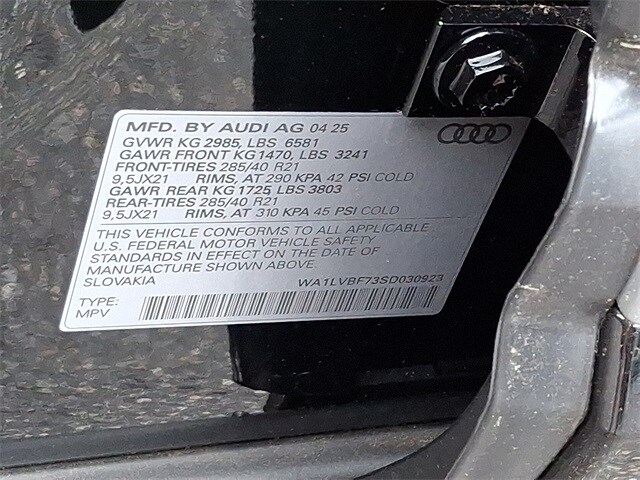 MFD. BY AUDI AG 04 25
GVWR KG 2985, LBS 6581
GAWR FRONT KG1470, LBS 3241
FRONT-TIRES 285/40 R21
9,5JX21 RIMS, AT 290 KPA 42 PSI COLD
GAWR REAR KG 1725 LBS 3803
REAR-TIRES 285/40 R21
9,5JX21 RIMS, AT 310 KPA 45 PSI COLD
THIS VEHICLE CONFORMS TO ALL APPLICABLE
U.S. FEDERAL MOTOR VEHICLE SAFETY
STANDARDS IN EFFECT ON THE DATE OF
MANUFACTURE SHOWN ABOVE.
SLOVAKIA WA1LVBF73SD030923
TYPE:
MPV